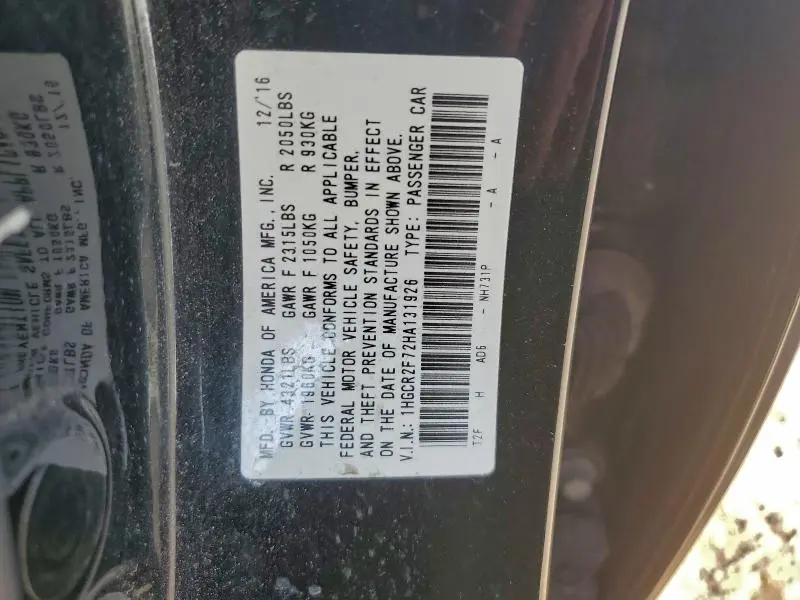 MFD. BY HONDA OF AMERICA MFG., INC. 12/'16
GVWR 4321LBS GAWR F 2315LBS R 2050LBS
GVWR 1960KG GAWR F 1050KG R 930KG
THIS VEHICLE CONFORMS TO ALL APPLICABLE
FEDERAL MOTOR VEHICLE SAFETY, BUMPER,
AND THEFT PREVENTION STANDARDS IN EFFECT
ON THE DATE OF MANUFACTURE SHOWN ABOVE.
V.I.N.: 1HGCR2F72HA131926 TYPE: PASSENGER CAR
T2F H AD6 - NH731P - A - A